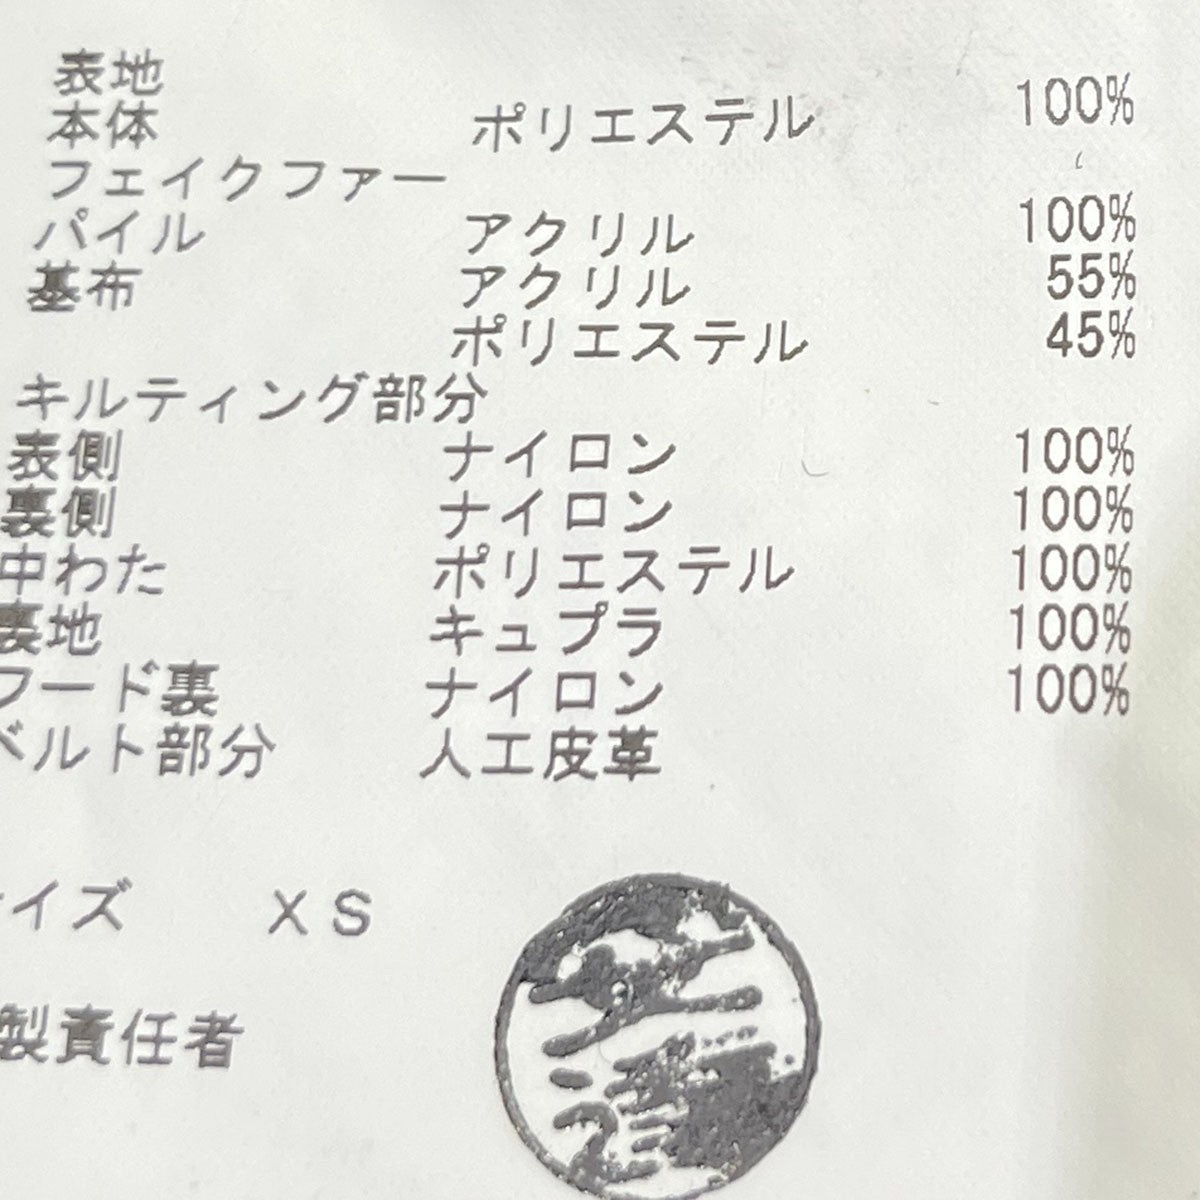 表地
本体 ポリエステル 100%
フェイクファー
パイル アクリル 100%
基布 アクリル 55%
ポリエステル 45%
キルティング部分
表側 ナイロン 100%
裏側 ナイロン 100%
中わた ポリエステル 100%
裏地 キュプラ 100%
フード裏 ナイロン 100%
ベルト部分 人工皮革
サイズ XS
製責任者